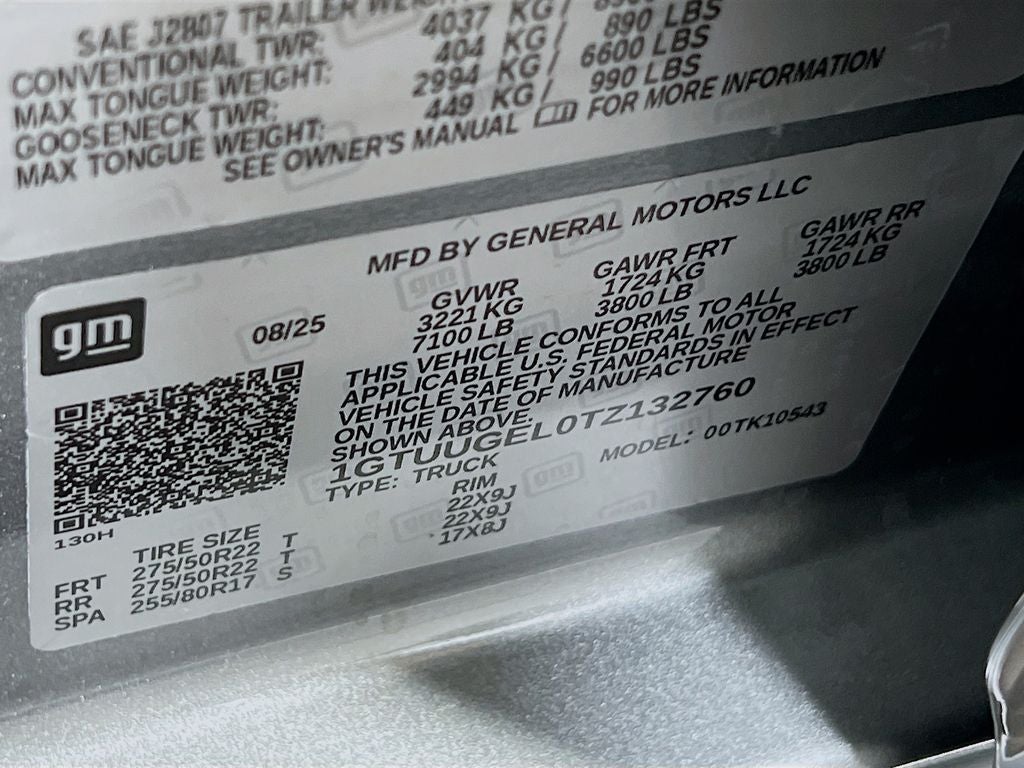 SAE J2807 TRAILER WEIGHT
CONVENTIONAL TWR: 4037 KG/ 8900
MAX TONGUE WEIGHT: 404 KG/ 890 LBS
GOOSENECK TWR: 2994 KG/ 6600 LBS
MAX TONGUE WEIGHT: 449 KG/ 990 LBS
SEE OWNER'S MANUAL FOR MORE INFORMATION
MFD BY GENERAL MOTORS LLC
gm
08/25
GVWR GAWR FRT GAWR RR
3221 KG 1724 KG 1724 KG
7100 LB 3800 LB 3800 LB
THIS VEHICLE CONFORMS TO ALL
APPLICABLE U.S. FEDERAL MOTOR
VEHICLE SAFETY STANDARDS IN EFFECT
ON THE DATE OF MANUFACTURE
SHOWN ABOVE.
1GTUUGEL0TZ132760
TYPE: TRUCK MODEL: 00TK10543
130H
TIRE SIZE RIM
FRT 275/50R22 T 22X9J
RR 275/50R22 T 22X9J
SPA 255/80R17 S 17X8J